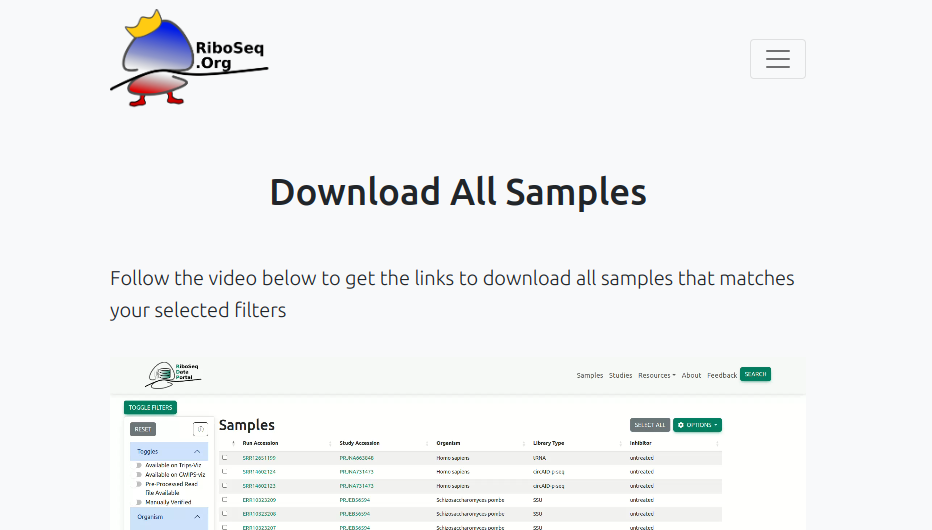 RiboSeq
.Org
Download All Samples
Follow the video below to get the links to download all samples that matches
your selected filters
RiboSeq
Data
Portal
Samples Studies Resources About Feedback SEARCH
TOGGLE FILTERS
RESET
Samples
SELECT ALL OPTIONS
Run Accession Study Accession Organism Library Type Inhibitor
Toggles
Available on Trips-Viz
Available on GWIPS-viz
Pre-Processed Read
file Available
Manually Verified
Organism
SRR12651199 PRJNA663848 Homo sapiens tRNA untreated
SRR14602124 PRJNA731473 Homo sapiens circAID-p-seq untreated
SRR14602123 PRJNA731473 Homo sapiens circAID-p-seq untreated
ERR10323209 PRJEB56594 Schizosaccharomyces pombe SSU untreated
ERR10323208 PRJEB56594 Schizosaccharomyces pombe SSU untreated
ERR10323207 PRJEB56594 Schizosaccharomyces pombe SSU untreated